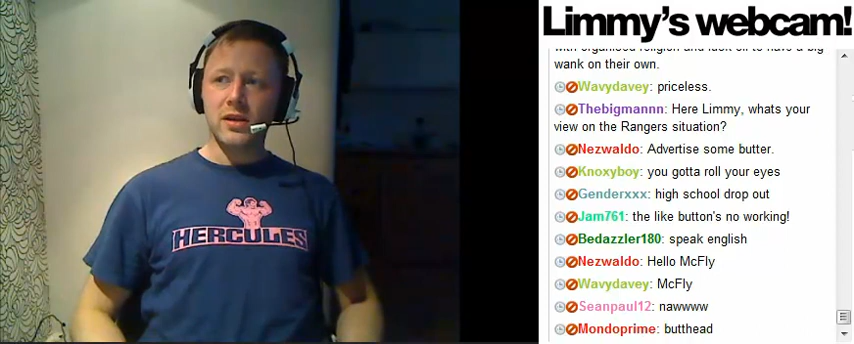 Limmy's webcam!
with organised religion and fuck off to have a big
wank on their own.
Wavydavey: priceless.
Thebigmannn: Here Limmy, whats your
view on the Rangers situation?
Nezwaldo: Advertise some butter.
Knoxyboy: you gotta roll your eyes
Genderxxx: high school drop out
Jam761: the like button's no working!
Bedazzler180: speak english
Nezwaldo: Hello McFly
Wavydavey: McFly
Seanpaul12: nawwww
Mondoprime: butthead
HERCULES